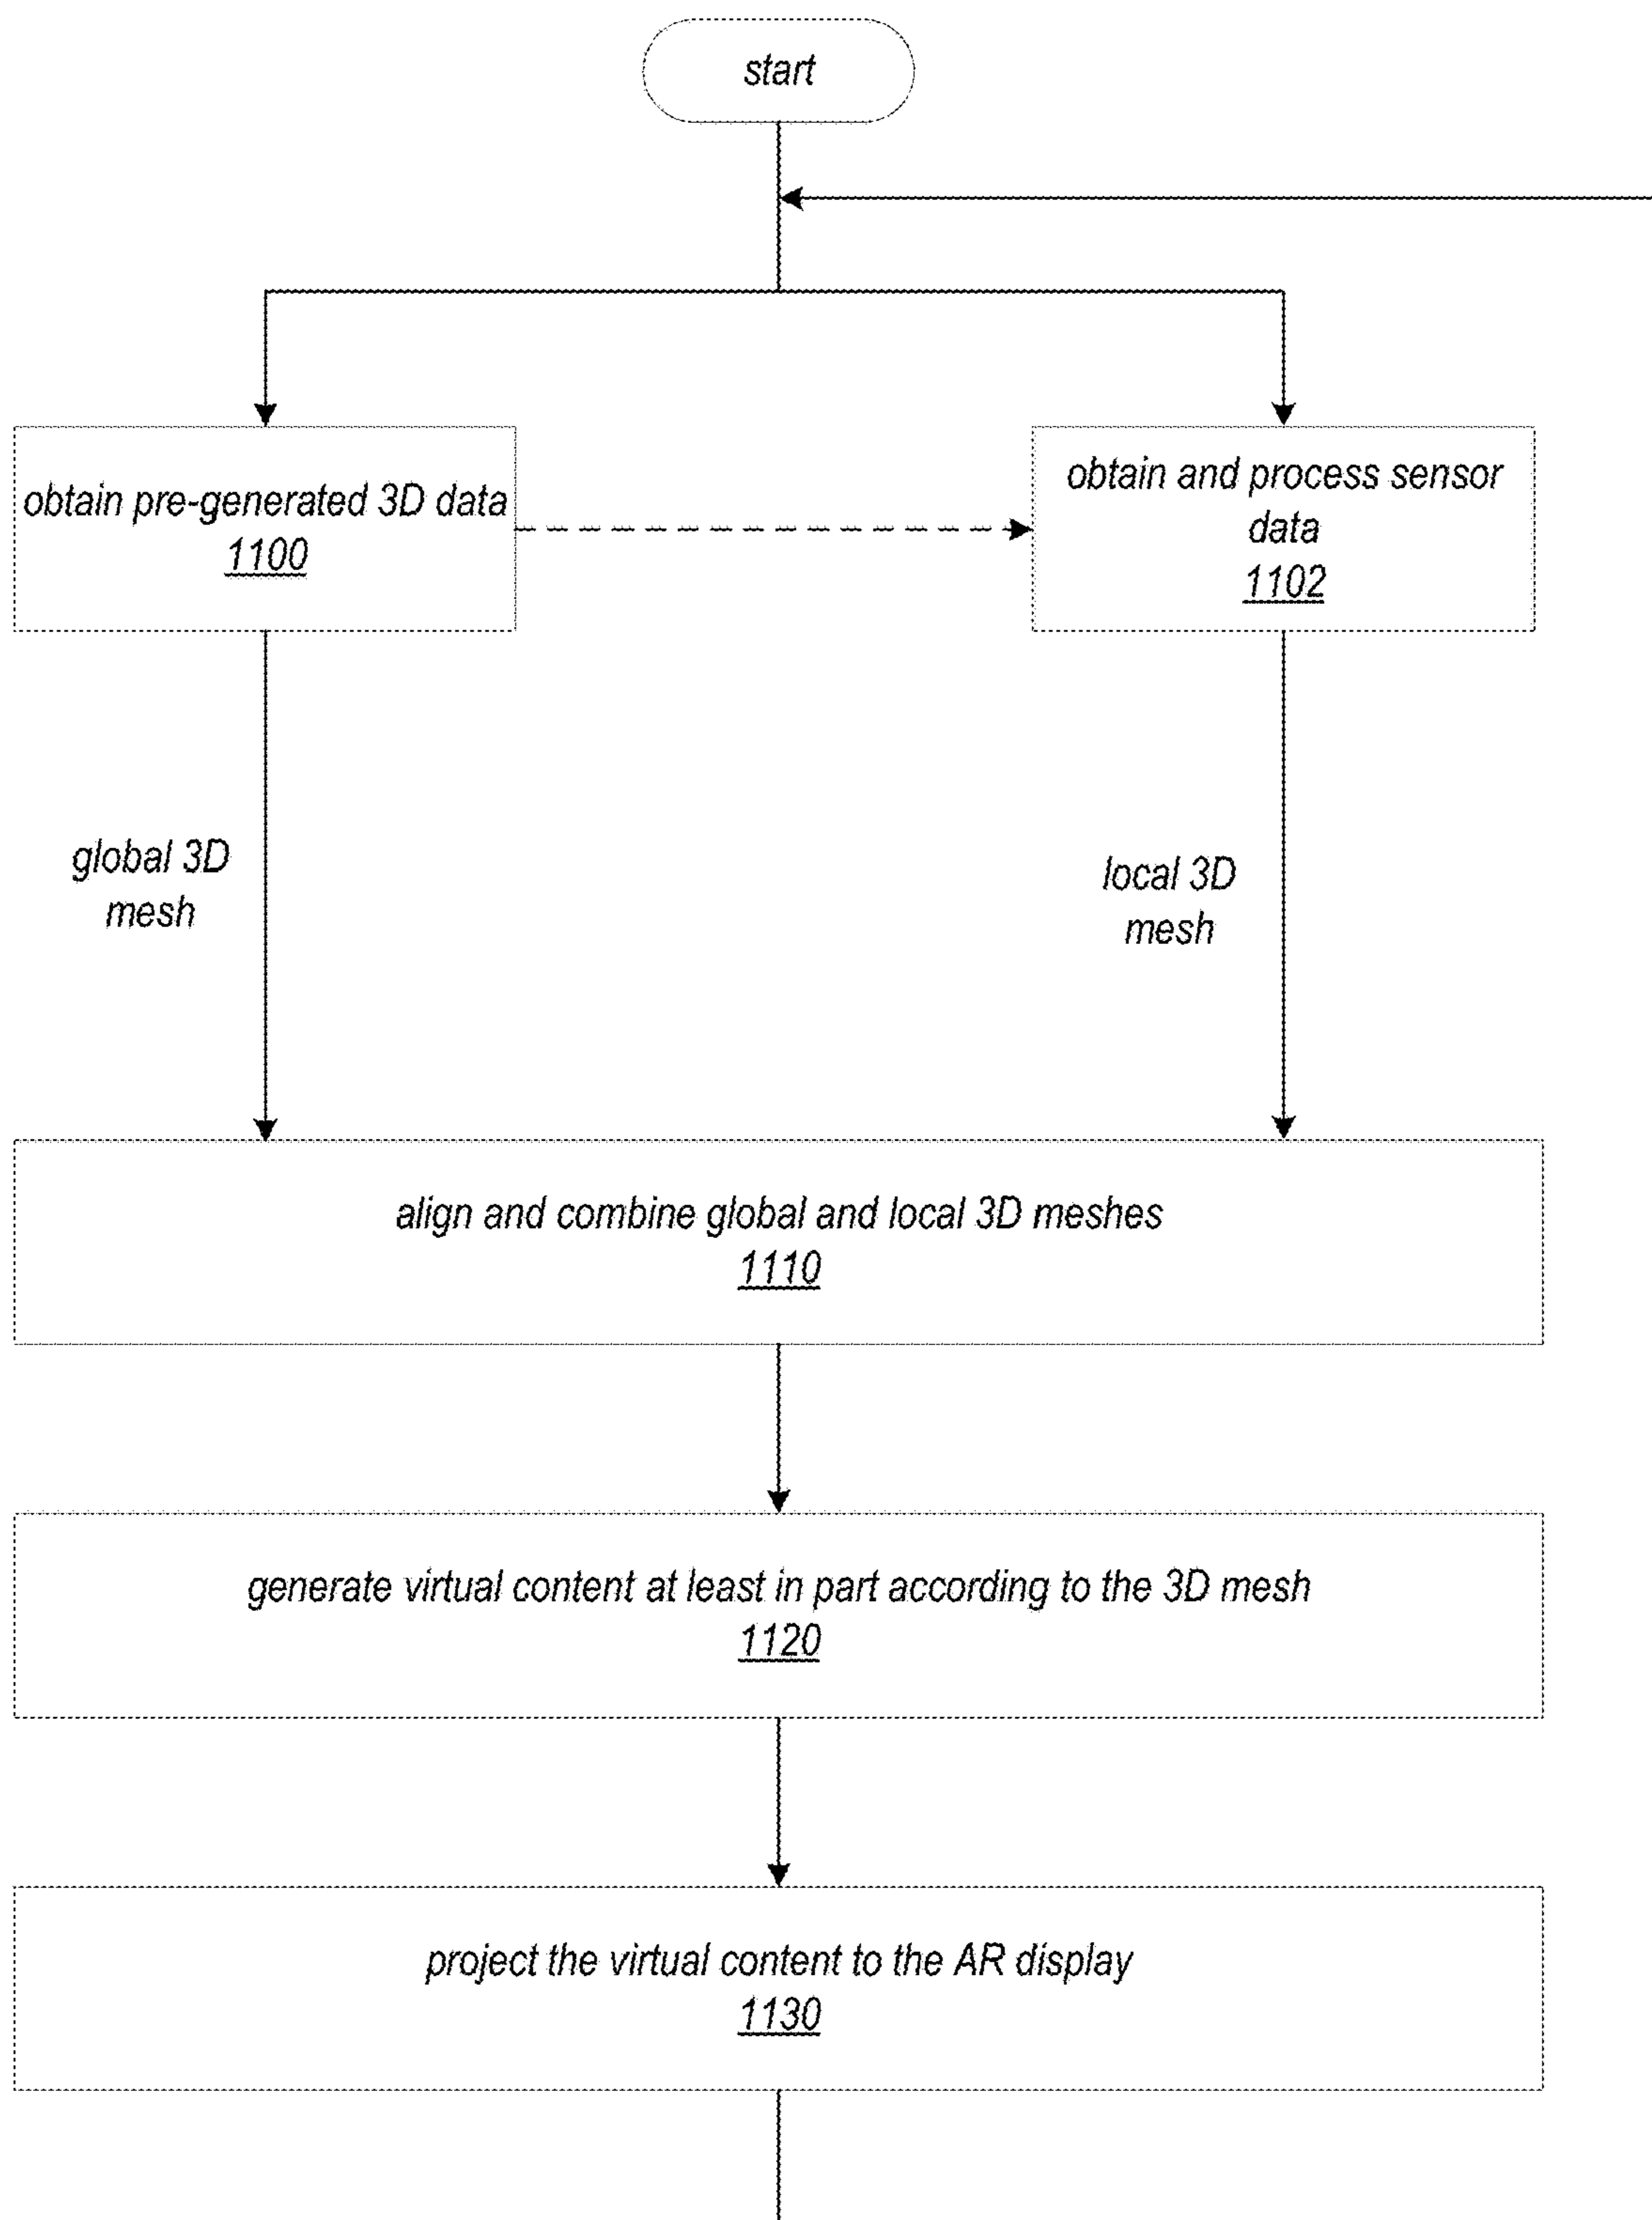 start
obtain pre-generated 3D data
1100
obtain and process sensor
data
1102
global 3D
mesh
local 3D
mesh
align and combine global and local 3D meshes
1110
generate virtual content at least in part according to the 3D mesh
1120
project the virtual content to the AR display
1130